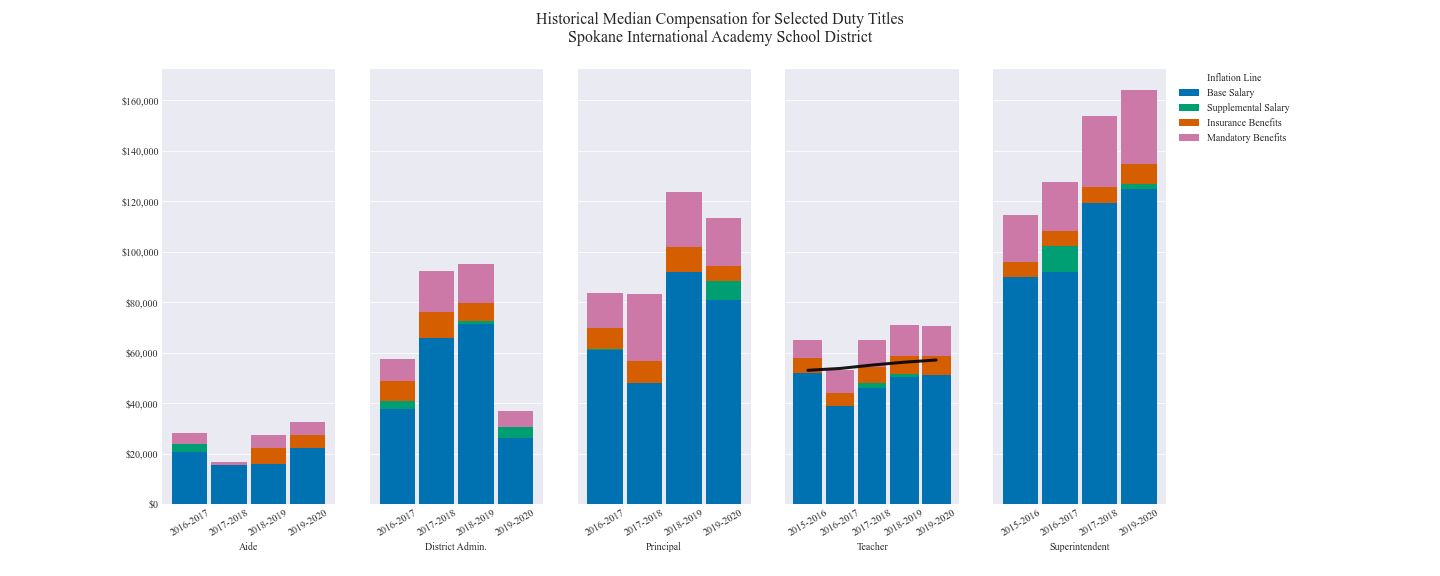 Historical Median Compensation for Selected Duty Titles
Spokane International Academy School District
$160,000
$140,000
$120,000
$100,000
$80,000
$60,000
$40,000
$20,000
$0
2016-2017
2017-2018
2018-2019
2019-2020
Aide
2016-2017
2017-2018
2018-2019
2019-2020
District Admin.
2016-2017
2017-2018
2018-2019
2019-2020
Principal
2015-2016
2016-2017
2017-2018
2018-2019
2019-2020
Teacher
2015-2016
2016-2017
2017-2018
2019-2020
Superintendent
Inflation Line
Base Salary
Supplemental Salary
Insurance Benefits
Mandatory Benefits